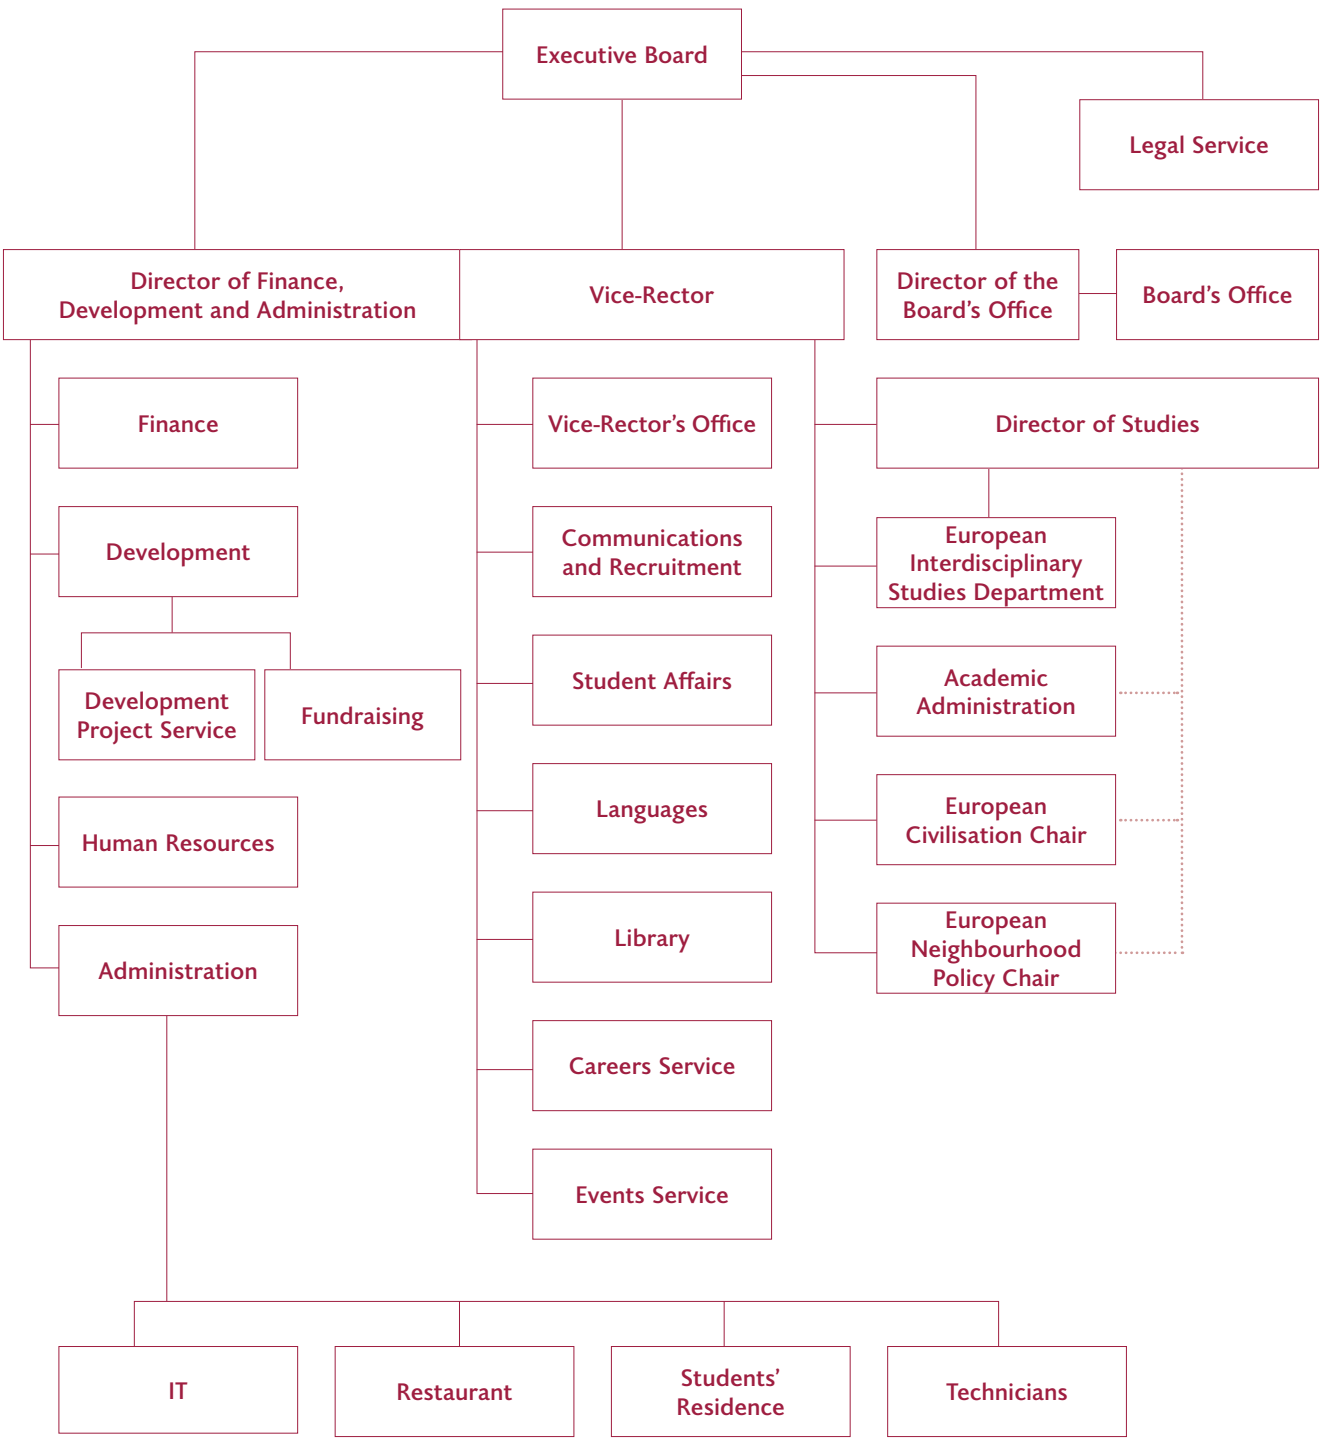 Executive Board
Legal Service
Director of Finance,
Development and Administration
Vice-Rector
Director of the
Board’s Office
Board’s Office
Finance
Development
Development
Project Service
Fundraising
Human Resources
Administration
Vice-Rector’s Office
Communications
and Recruitment
Student Affairs
Languages
Library
Careers Service
Events Service
Director of Studies
European
Interdisciplinary
Studies Department
Academic
Administration
European
Civilisation Chair
European
Neighbourhood
Policy Chair
IT
Restaurant
Students’
Residence
Technicians